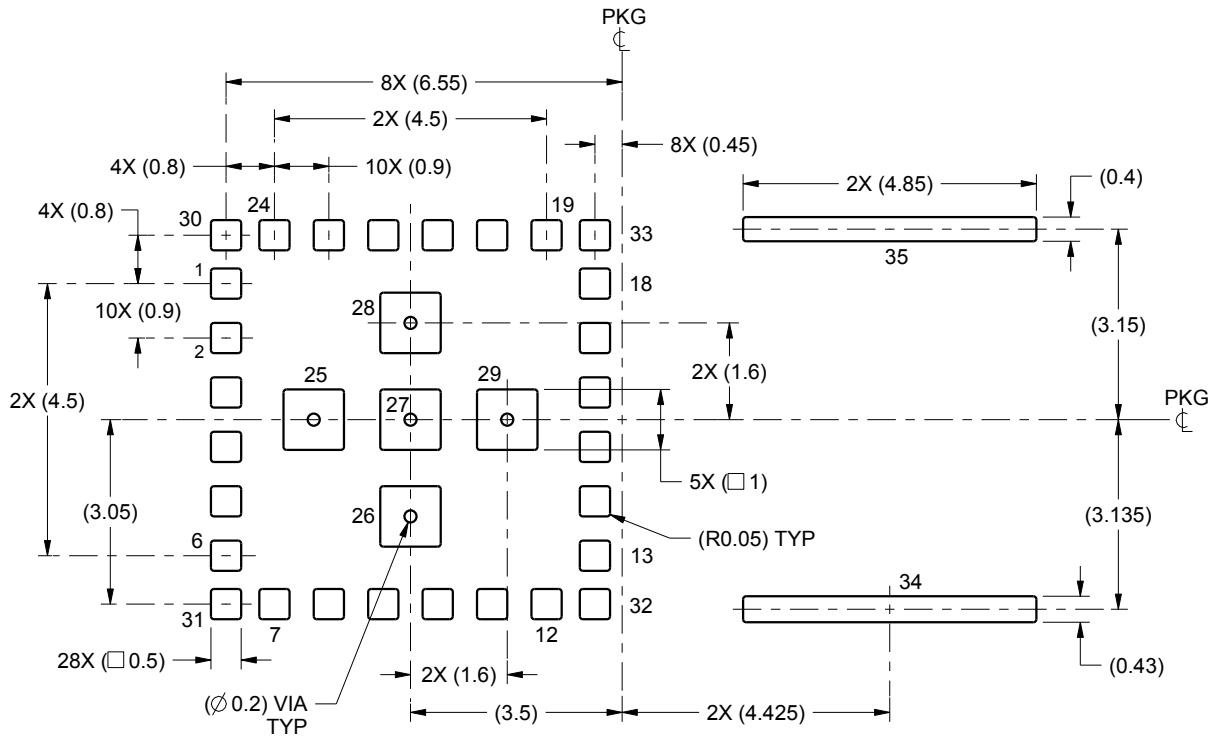 PKG
℄
8X (6.55)
2X (4.5)
8X (0.45)
4X (0.8)
10X (0.9)
2X (4.85)
(0.4)
4X (0.8)
30
24
19
33
35
1
18
10X (0.9)
28
(3.15)
2
2X (1.6)
25
29
2X (4.5)
27
PKG
℄
5X (□ 1)
(3.05)
26
(R0.05) TYP
(3.135)
6
13
34
31
7
12
32
28X (□ 0.5)
2X (1.6)
(0.43)
(∅ 0.2) VIA
TYP
(3.5)
2X (4.425)